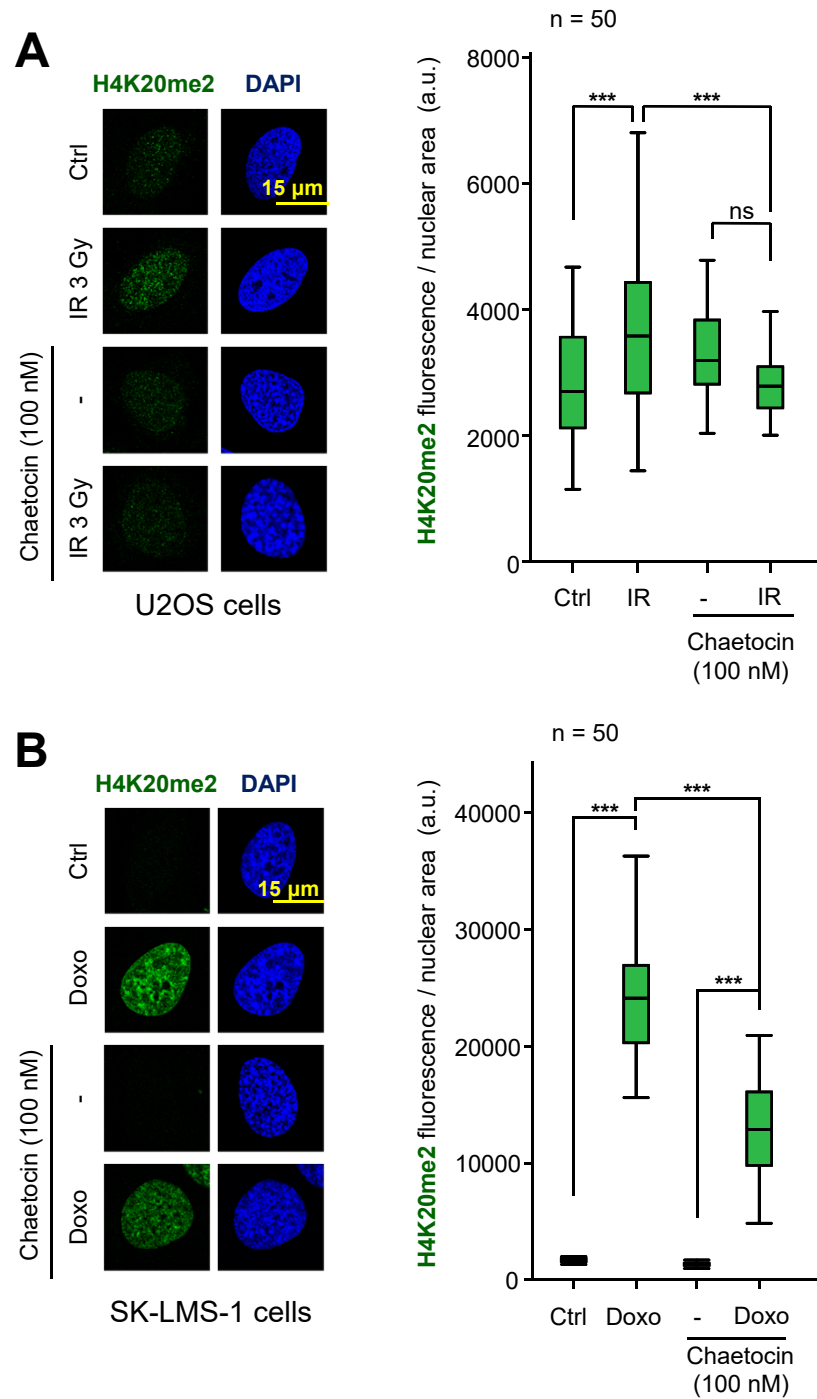 A
H4K20me2 DAPI
Ctrl
15 μm
IR 3 Gy
Chaetocin (100 nM)
-
IR 3 Gy
U2OS cells
n = 50
H4K20me2 fluorescence / nuclear area (a.u.)
8000
6000
4000
2000
0
*** ***
ns
Ctrl IR - IR
Chaetocin
(100 nM)
B
H4K20me2 DAPI
Ctrl
15 μm
Doxo
Chaetocin (100 nM)
-
Doxo
SK-LMS-1 cells
n = 50
H4K20me2 fluorescence / nuclear area (a.u.)
40000
30000
20000
10000
0
*** ***
***
Ctrl Doxo - Doxo
Chaetocin
(100 nM)